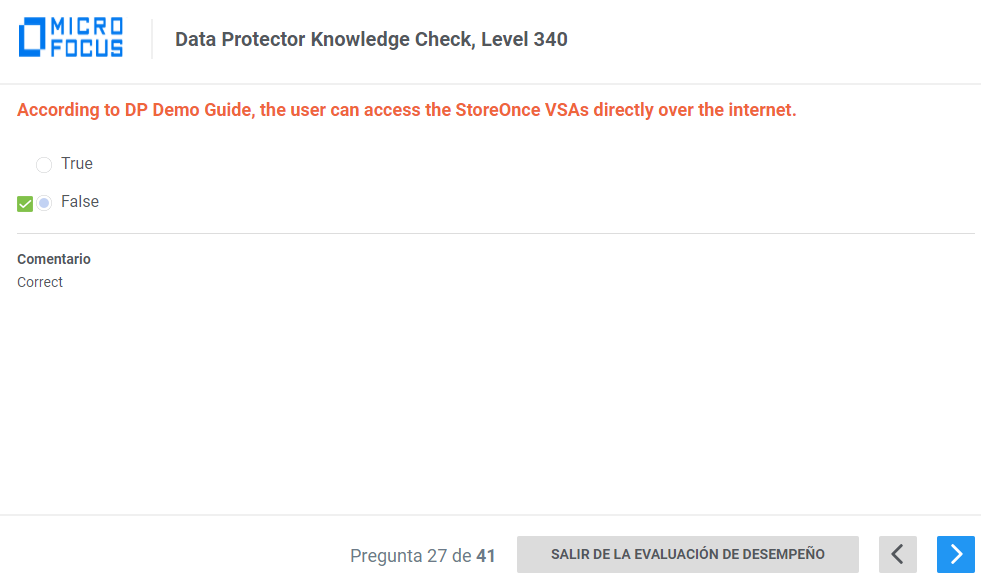 MICRO
FOCUS
Data Protector Knowledge Check, Level 340
According to DP Demo Guide, the user can access the StoreOnce VSAs directly over the internet.
True
False
Comentario
Correct
Pregunta 27 de 41
SALIR DE LA EVALUACIÓN DE DESEMPEÑO